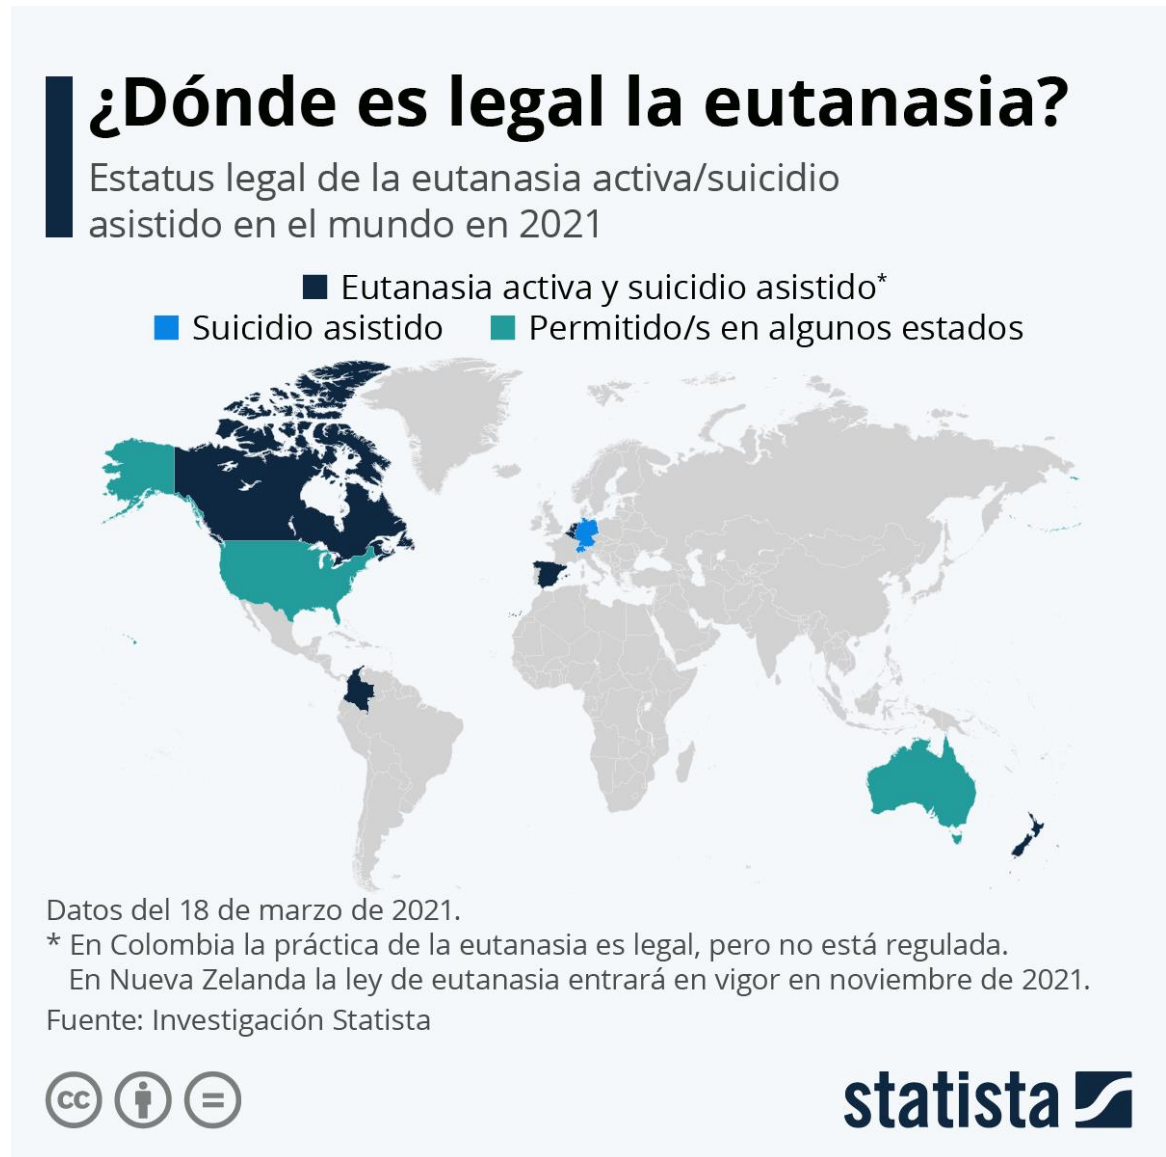 ¿Dónde es legal la eutanasia?
Estatus legal de la eutanasia activa/suicidio
asistido en el mundo en 2021
Eutanasia activa y suicidio asistido*
Suicidio asistido Permitido/s en algunos estados
Datos del 18 de marzo de 2021.
* En Colombia la práctica de la eutanasia es legal, pero no está regulada.
En Nueva Zelanda la ley de eutanasia entrará en vigor en noviembre de 2021.
Fuente: Investigación Statista
cc =
statista